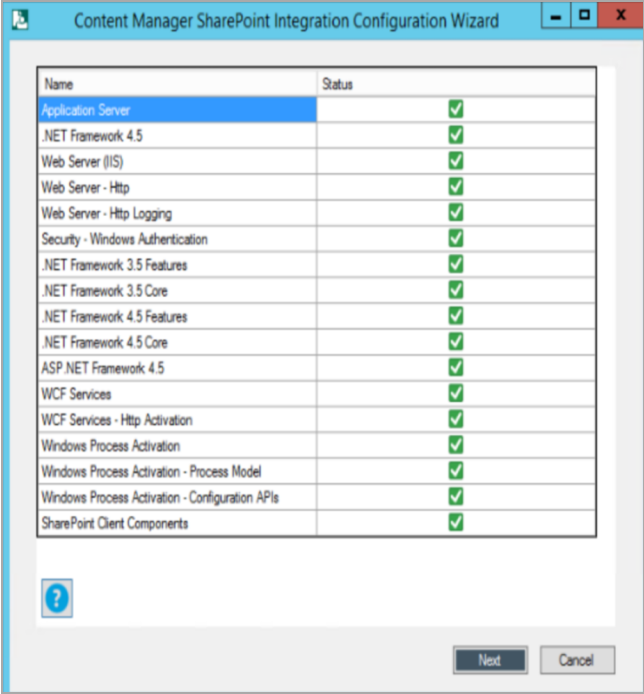 Content Manager SharePoint Integration Configuration Wizard
Name Status
Application Server
.NET Framework 4.5
Web Server (IIS)
Web Server - Http
Web Server - Http Logging
Security - Windows Authentication
.NET Framework 3.5 Features
.NET Framework 3.5 Core
.NET Framework 4.5 Features
.NET Framework 4.5 Core
ASP.NET Framework 4.5
WCF Services
WCF Services - Http Activation
Windows Process Activation
Windows Process Activation - Process Model
Windows Process Activation - Configuration APIs
SharePoint Client Components
?
Next Cancel